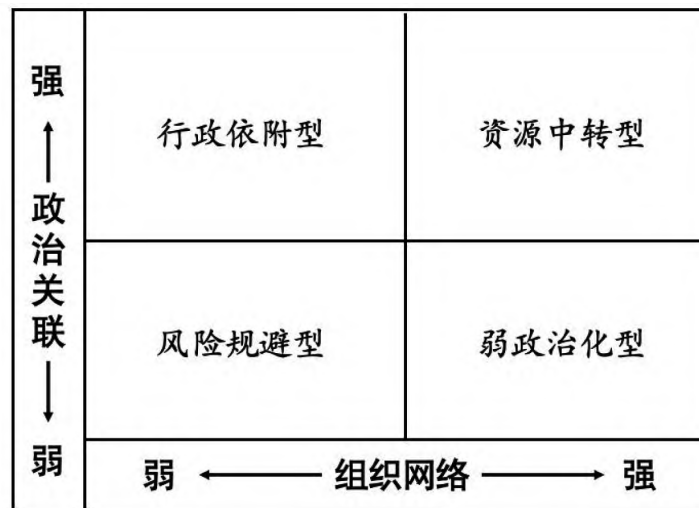 强
政治关联
弱
行政依附型
资源中转型
风险规避型
弱政治化型
弱
组织网络
强